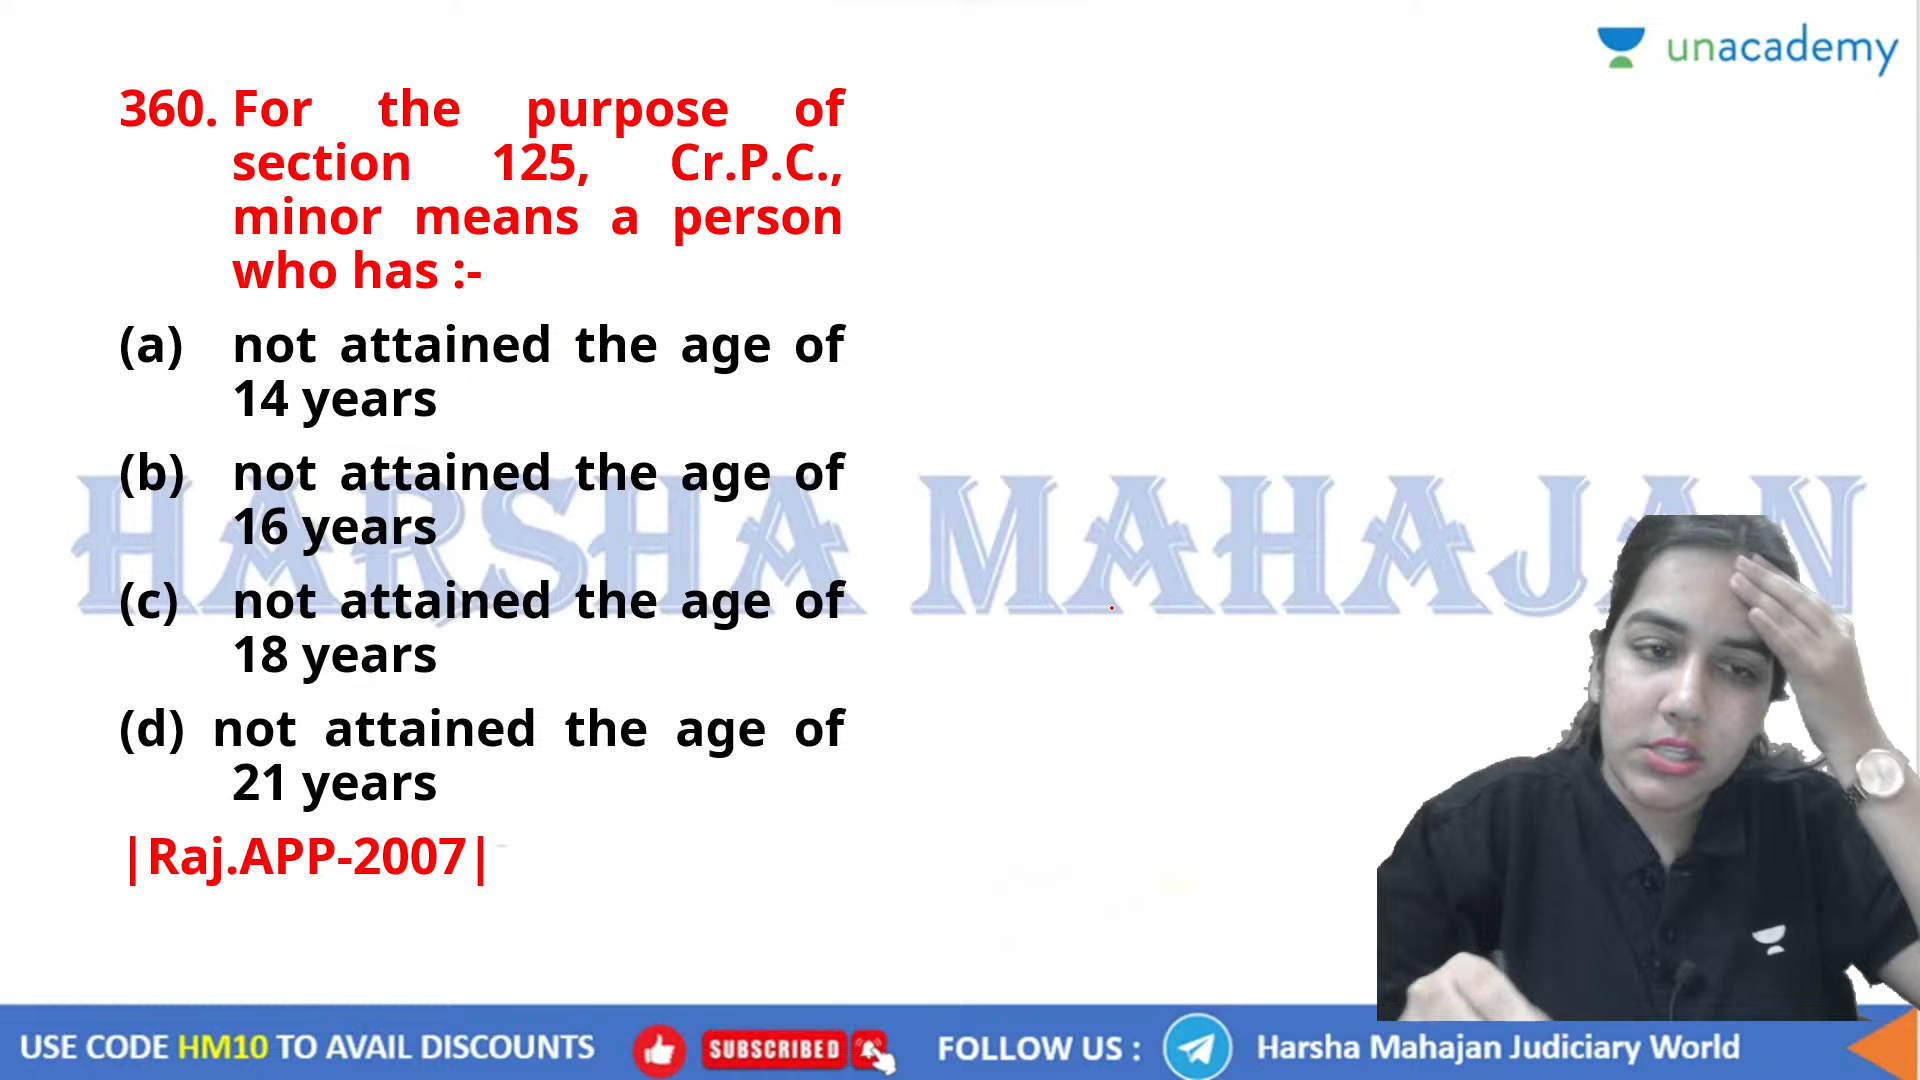 unacademy
360. For the purpose of
section 125, Cr.P.C.,
minor means a person
who has :-
(a) not attained the age of
14 years
(b) not attained the age of
16 years
HARSHA MAHAJAN
(c) not attained the age of
18 years
(d) not attained the age of
21 years
|Raj.APP-2007|
USE CODE HM10 TO AVAIL DISCOUNTS
SUBSCRIBED
FOLLOW US :
Harsha Mahajan Judiciary World